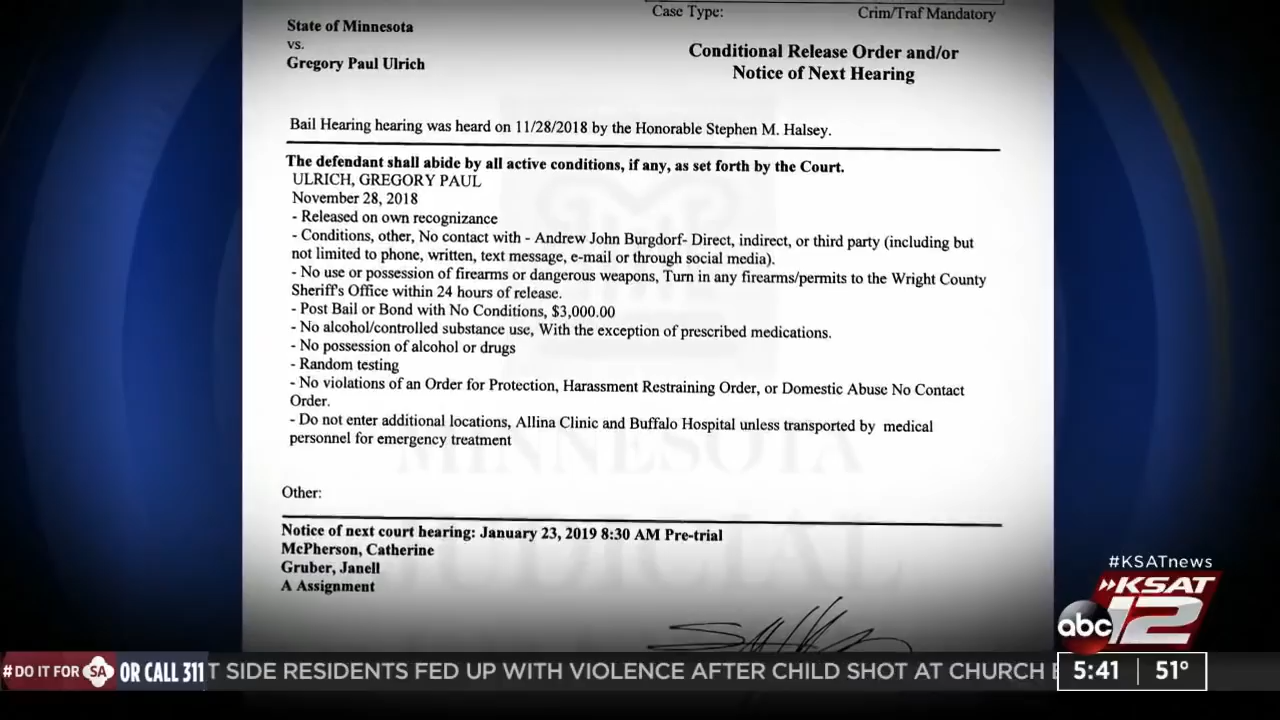 Case Type: Crim/Traf Mandatory
State of Minnesota
vs.
Gregory Paul Ulrich
Conditional Release Order and/or
Notice of Next Hearing
Bail Hearing hearing was heard on 11/28/2018 by the Honorable Stephen M. Halsey.
The defendant shall abide by all active conditions, if any, as set forth by the Court.
ULRICH, GREGORY PAUL
November 28, 2018
- Released on own recognizance
- Conditions, other, No contact with - Andrew John Burgdorf- Direct, indirect, or third party (including but
not limited to phone, written, text message, e-mail or through social media).
- No use or possession of firearms or dangerous weapons, Turn in any firearms/permits to the Wright County
Sheriff's Office within 24 hours of release.
- Post Bail or Bond with No Conditions, $3,000.00
- No alcohol/controlled substance use, With the exception of prescribed medications.
- No possession of alcohol or drugs
- Random testing
- No violations of an Order for Protection, Harassment Restraining Order, or Domestic Abuse No Contact
Order.
- Do not enter additional locations, Allina Clinic and Buffalo Hospital unless transported by medical
personnel for emergency treatment
MINNESOTA
JUDICIAL
Other:
Notice of next court hearing: January 23, 2019 8:30 AM Pre-trial
McPherson, Catherine
Gruber, Janell
A Assignment
#KSATnews
KSAT
abc 12
#DO IT FOR SA OR CALL 311
T SIDE RESIDENTS FED UP WITH VIOLENCE AFTER CHILD SHOT AT CHURCH
5:41 51°